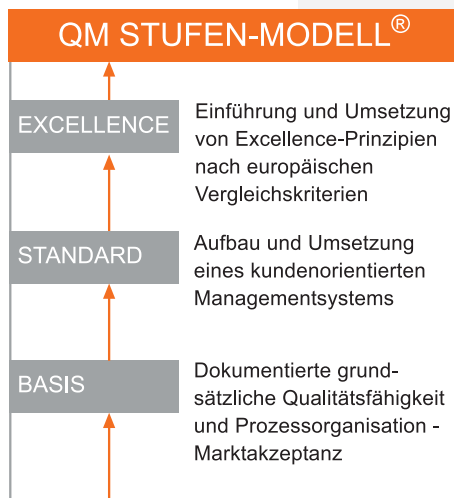 QM STUFEN-MODELL®
EXCELLENCE
Einführung und Umsetzung
von Excellence-Prinzipien
nach europäischen
Vergleichskriterien
STANDARD
Aufbau und Umsetzung
eines kundenorientierten
Managementsystems
BASIS
Dokumentierte grund-
sätzliche Qualitätsfähigkeit
und Prozessorganisation -
Marktakzeptanz